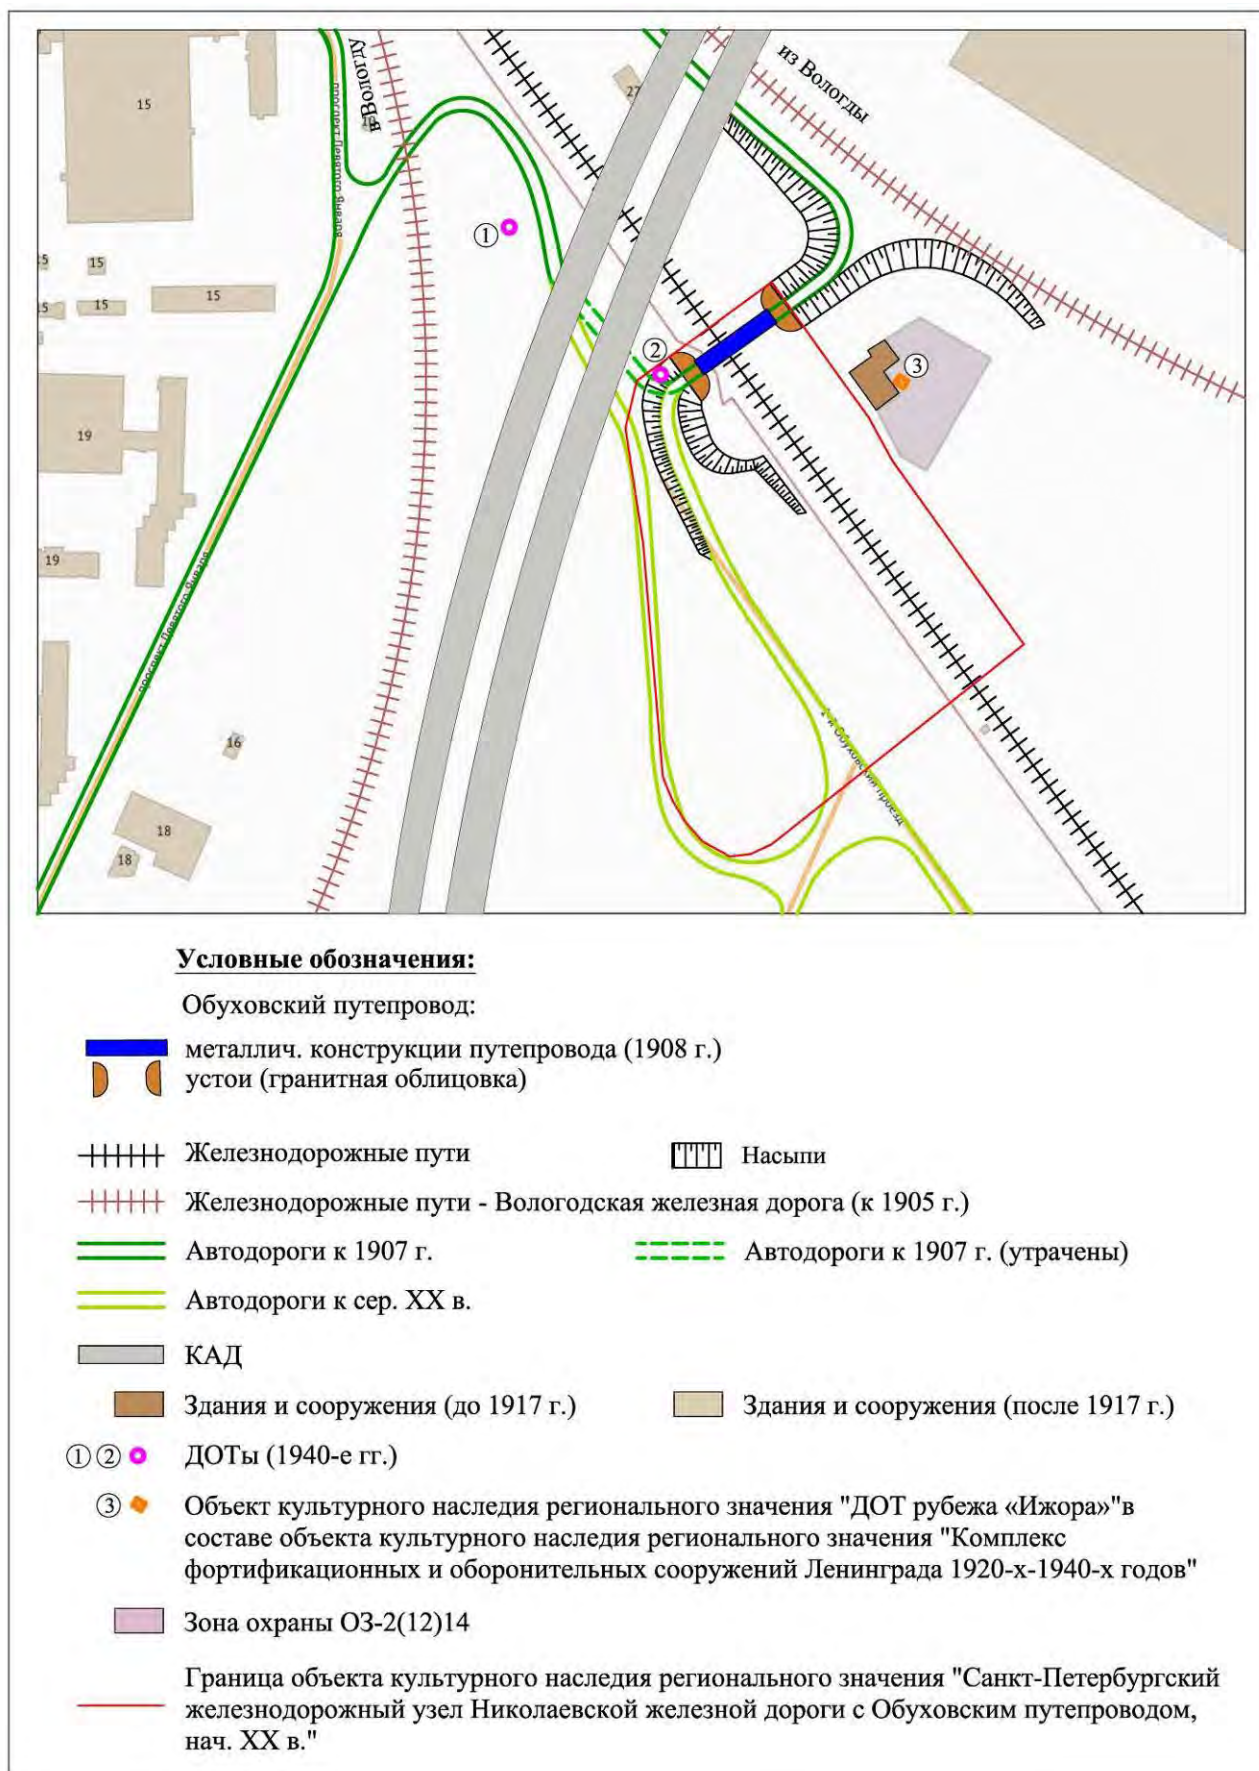 в Вологду
из Вологды
15
27
проспект Девятого Января
①
15
15
15
15
15
②
③
19
19
проспект Девятого Января
2-й Обуховский проезд
16
18
18
Условные обозначения:
Обуховский путепровод:
металлич. конструкции путепровода (1908 г.)
устои (гранитная облицовка)
Железнодорожные пути
Насыпи
Железнодорожные пути - Вологодская железная дорога (к 1905 г.)
Автодороги к 1907 г.
Автодороги к 1907 г. (утрачены)
Автодороги к сер. XX в.
КАД
Здания и сооружения (до 1917 г.)
Здания и сооружения (после 1917 г.)
①② ДОТы (1940-е гг.)
③ Объект культурного наследия регионального значения "ДОТ рубежа «Ижора»"в
составе объекта культурного наследия регионального значения "Комплекс
фортификационных и оборонительных сооружений Ленинграда 1920-х-1940-х годов"
Зона охраны ОЗ-2(12)14
Граница объекта культурного наследия регионального значения "Санкт-Петербургский
железнодорожный узел Николаевской железной дороги с Обуховским путепроводом,
нач. XX в."